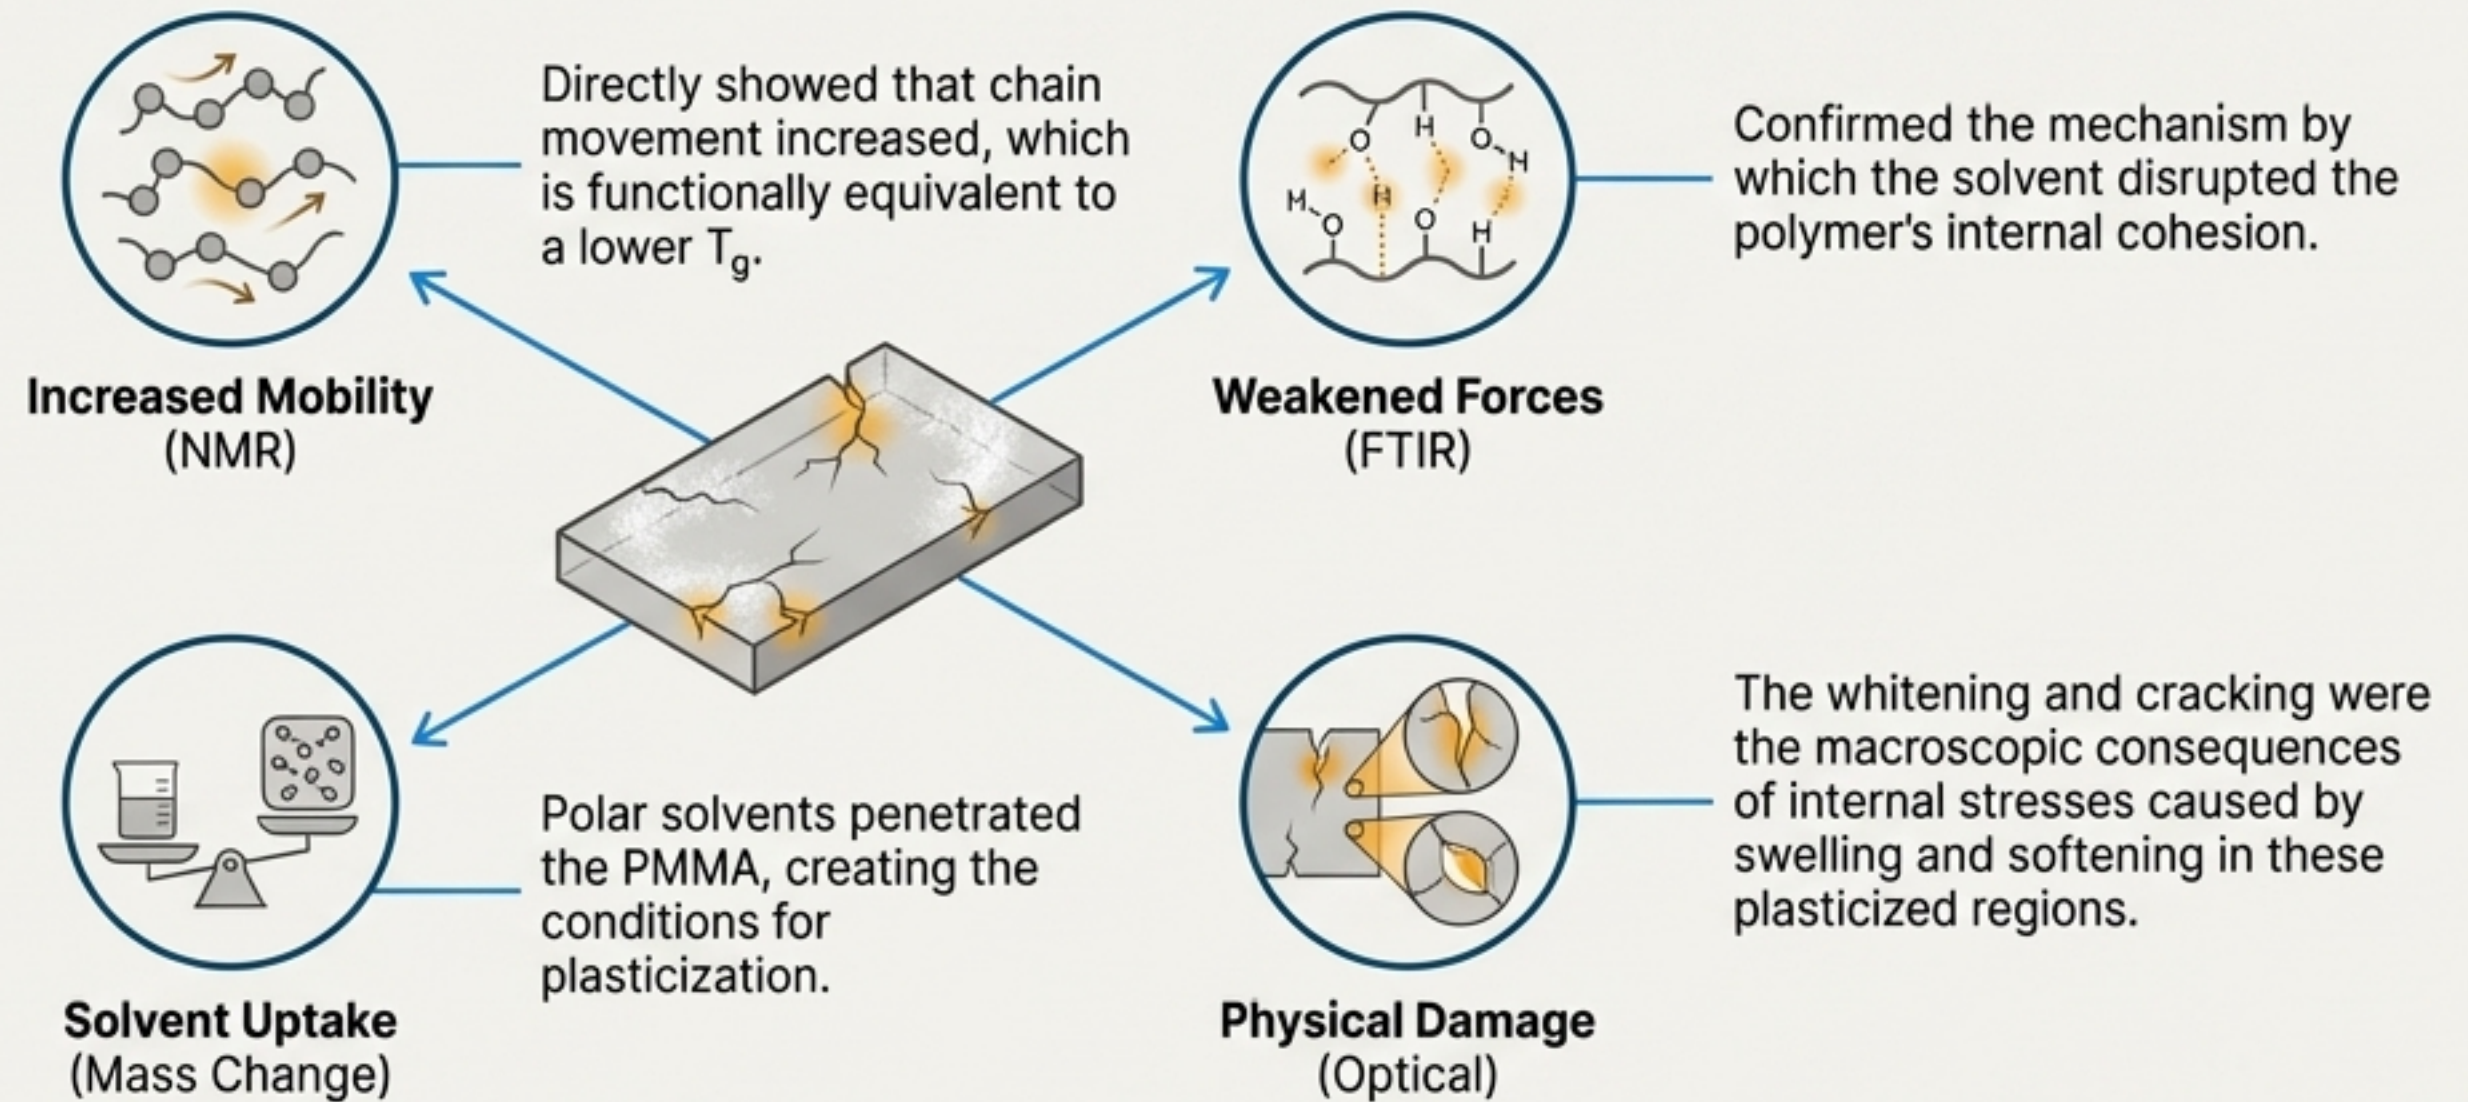 Directly showed that chain
movement increased, which
is functionally equivalent to
a lower Tg.
Increased Mobility
(NMR)
H
O
O
H
H
H
O
O
H
Confirmed the mechanism by
which the solvent disrupted the
polymer's internal cohesion.
Weakened Forces
(FTIR)
Polar solvents penetrated
the PMMA, creating the
conditions for
plasticization.
Solvent Uptake
(Mass Change)
The whitening and cracking were
the macroscopic consequences
of internal stresses caused by
swelling and softening in these
plasticized regions.
Physical Damage
(Optical)